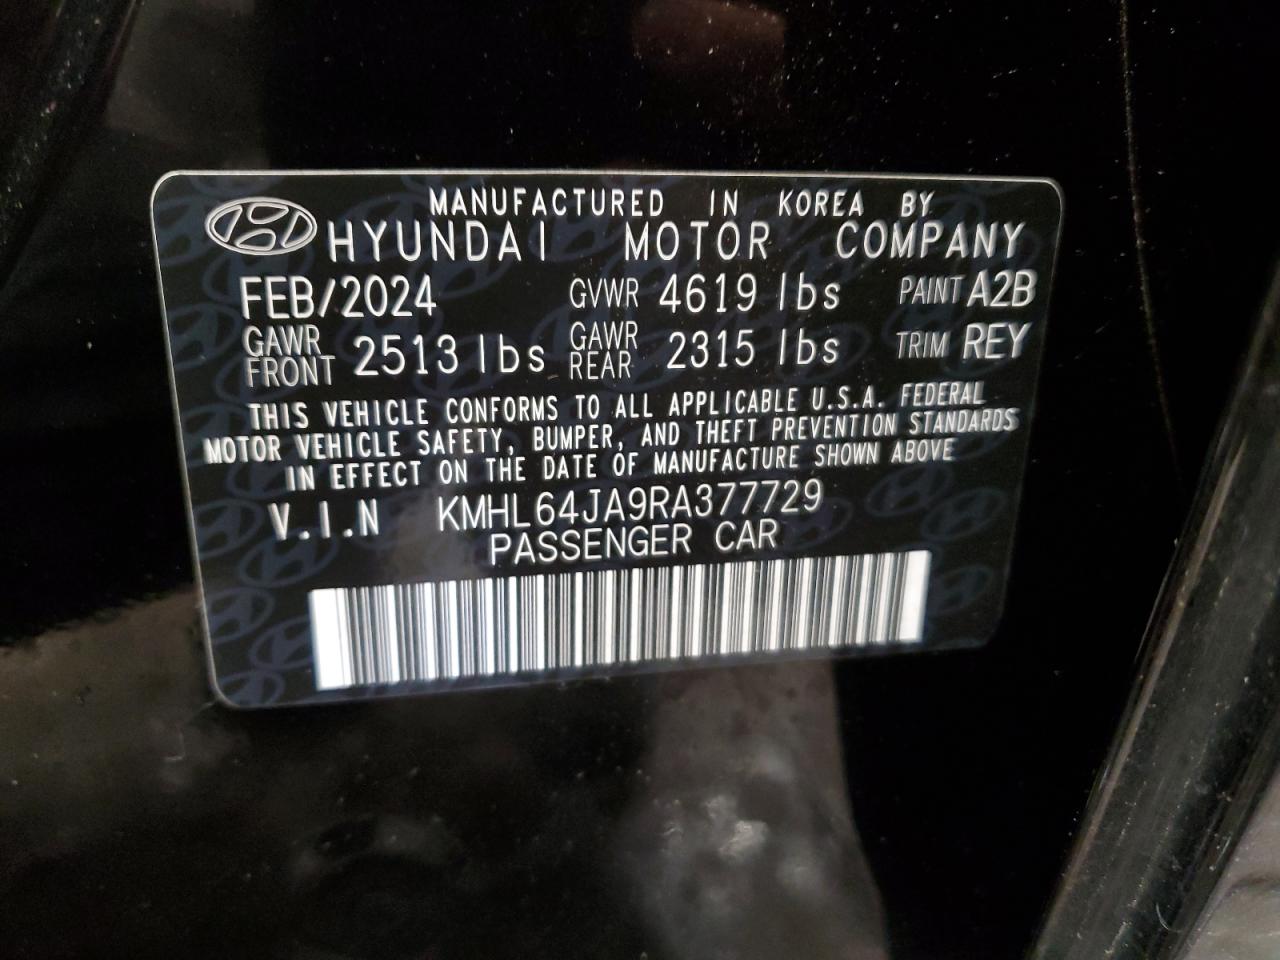 MANUFACTURED IN KOREA BY
HYUNDAI MOTOR COMPANY
FEB/2024 GVWR 4619 lbs PAINT A2B
GAWR FRONT 2513 lbs GAWR REAR 2315 lbs TRIM REY
THIS VEHICLE CONFORMS TO ALL APPLICABLE U.S.A. FEDERAL
MOTOR VEHICLE SAFETY, BUMPER, AND THEFT PREVENTION STANDARDS
IN EFFECT ON THE DATE OF MANUFACTURE SHOWN ABOVE
V.I.N KMHL64JA9RA377729
PASSENGER CAR